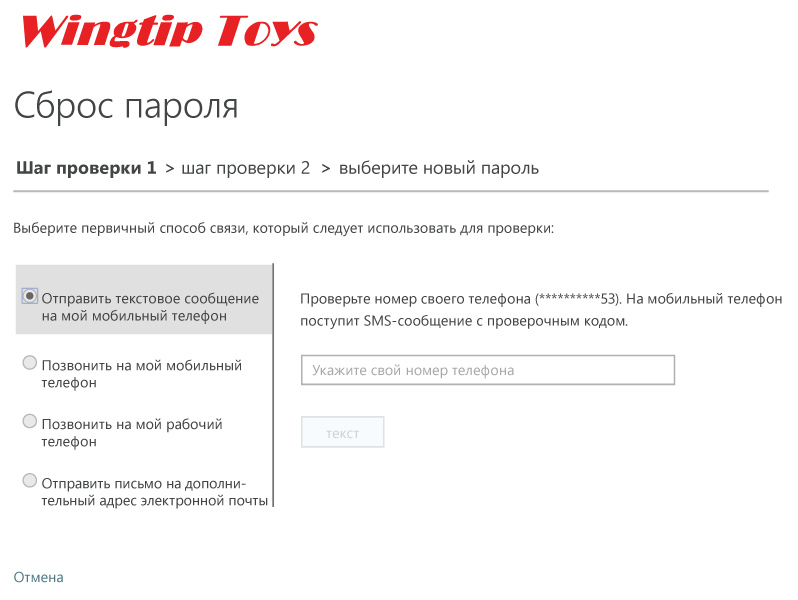 Wingtip Toys
Сброс пароля
Шаг проверки 1 > шаг проверки 2 > выберите новый пароль
Выберите первичный способ связи, который следует использовать для проверки:
Отправить текстовое сообщение
на мой мобильный телефон
Позвонить на мой мобильный
телефон
Позвонить на мой рабочий
телефон
Отправить письмо на дополни-
тельный адрес электронной почты
Проверьте номер своего телефона (**********53). На мобильный телефон
поступит SMS-сообщение с проверочным кодом.
Укажите свой номер телефона
текст
Отмена